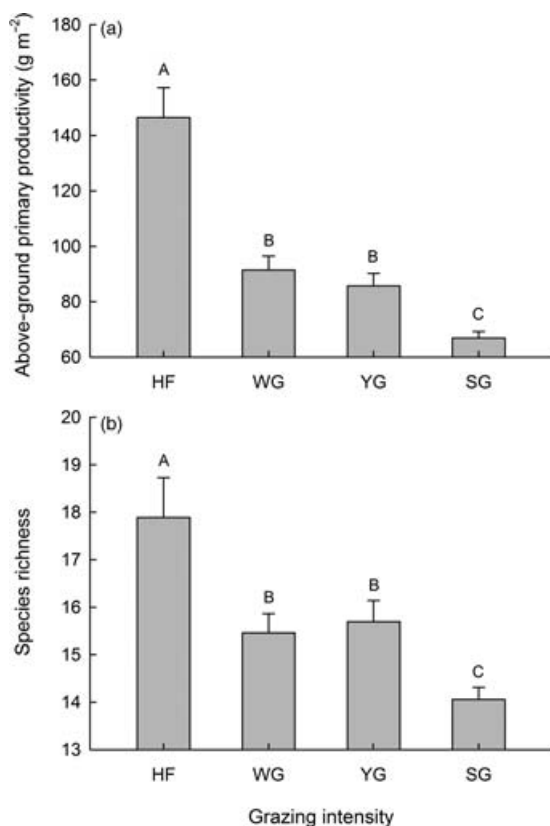 (a)
Above-ground primary productivity (g m⁻²)
180
160
140
120
100
80
60
A
B
B
C
HF WG YG SG
(b)
Species richness
20
19
18
17
16
15
14
13
A
B
B
C
HF WG YG SG
Grazing intensity